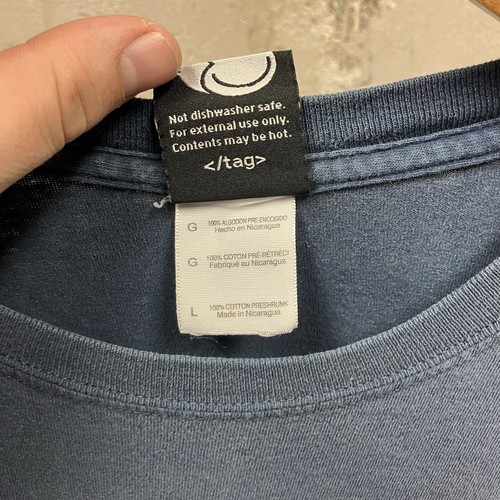 Not dishwasher safe.
For external use only.
Contents may be hot.
</tag>
G
100% ALGODON PRE-ENCOGIDO
Hecho en Nicaragua
G
100% COTON PRÉ-RÉTRÉCI
Fabriqué au Nicaragua
L
100% COTTON PRESHRUNK
Made in Nicaragua